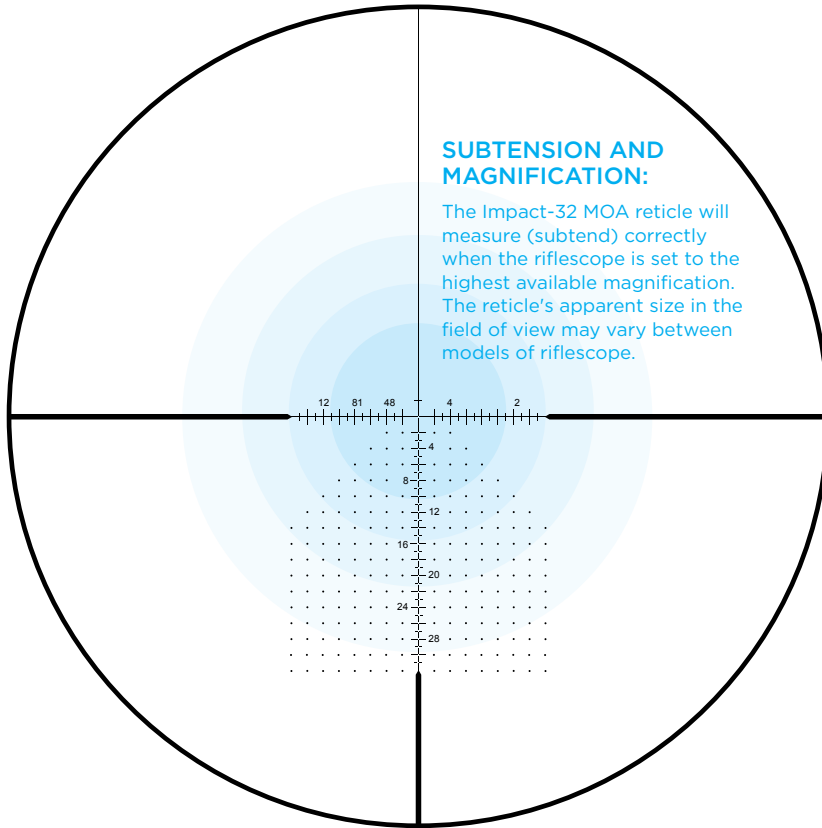 SUBTENSION AND
MAGNIFICATION:
The Impact-32 MOA reticle will
measure (subtend) correctly
when the riflescope is set to the
highest available magnification.
The reticle's apparent size in the
field of view may vary between
models of riflescope.
12 81 48 4 2
4
8
12
16
20
24
28